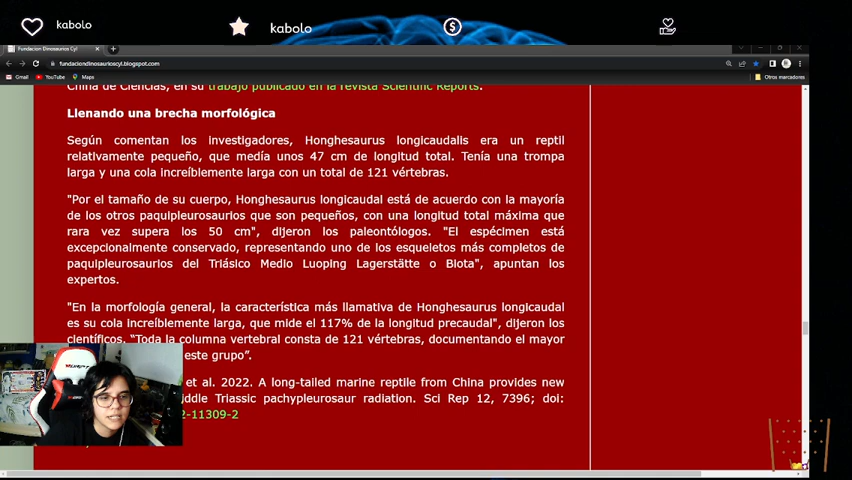 kabolo
kabolo
Fundacion Dinosaurios Cyl
fundaciondinosaurioscyl.blogspot.com
Gmail YouTube Maps Otros marcadores
China de Ciencias, en su trabajo publicado en la revista Scientific Reports.
Llenando una brecha morfológica
Según comentan los investigadores, Honghesaurus longicaudalis era un reptil
relativamente pequeño, que medía unos 47 cm de longitud total. Tenía una trompa
larga y una cola increíblemente larga con un total de 121 vértebras.
"Por el tamaño de su cuerpo, Honghesaurus longicaudal está de acuerdo con la mayoría
de los otros paquipleurosaurios que son pequeños, con una longitud total máxima que
rara vez supera los 50 cm", dijeron los paleontólogos. "El espécimen está
excepcionalmente conservado, representando uno de los esqueletos más completos de
paquipleurosaurios del Triásico Medio Luoping Lagerstätte o Biota", apuntan los
expertos.
"En la morfología general, la característica más llamativa de Honghesaurus longicaudal
es su cola increíblemente larga, que mide el 117% de la longitud precaudal", dijeron los
científicos. "Toda la columna vertebral consta de 121 vértebras, documentando el mayor
este grupo".
et al. 2022. A long-tailed marine reptile from China provides new
iddle Triassic pachypleurosaur radiation. Sci Rep 12, 7396; doi:
2-11309-2